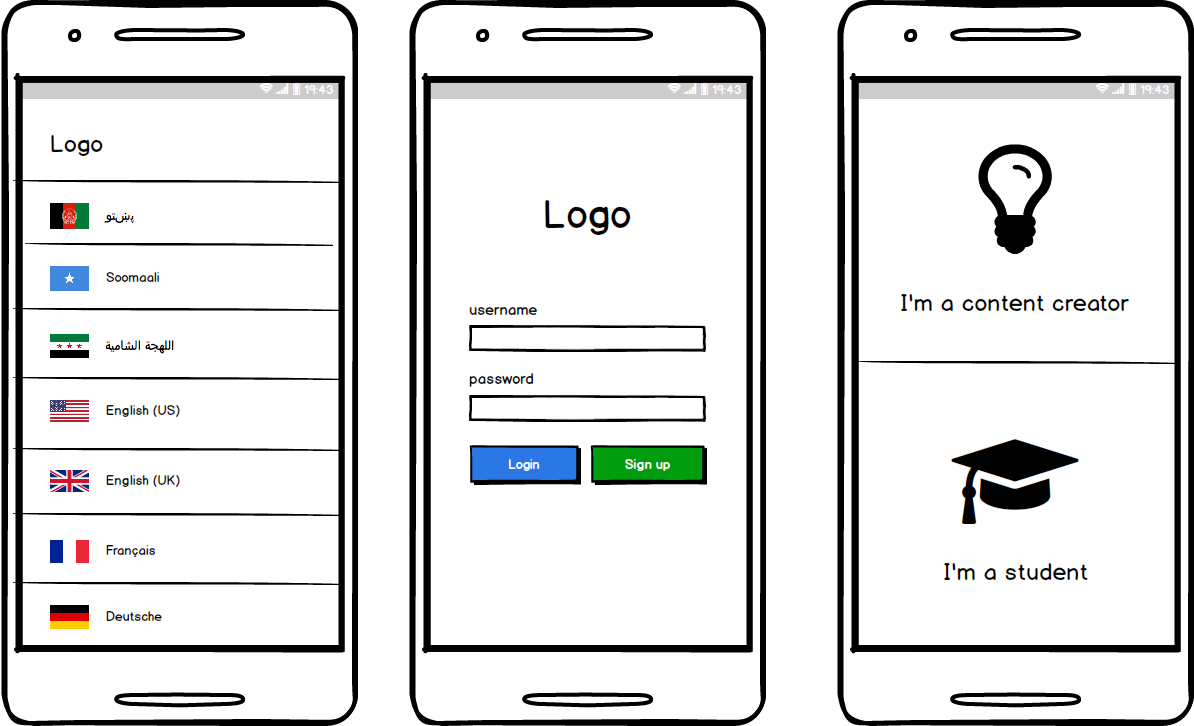 19:43
Logo
پښتو
Soomaali
اللهجة الشامية
English (US)
English (UK)
Français
Deutsche
19:43
Logo
username
password
Login
Sign up
19:43
I'm a content creator
I'm a student